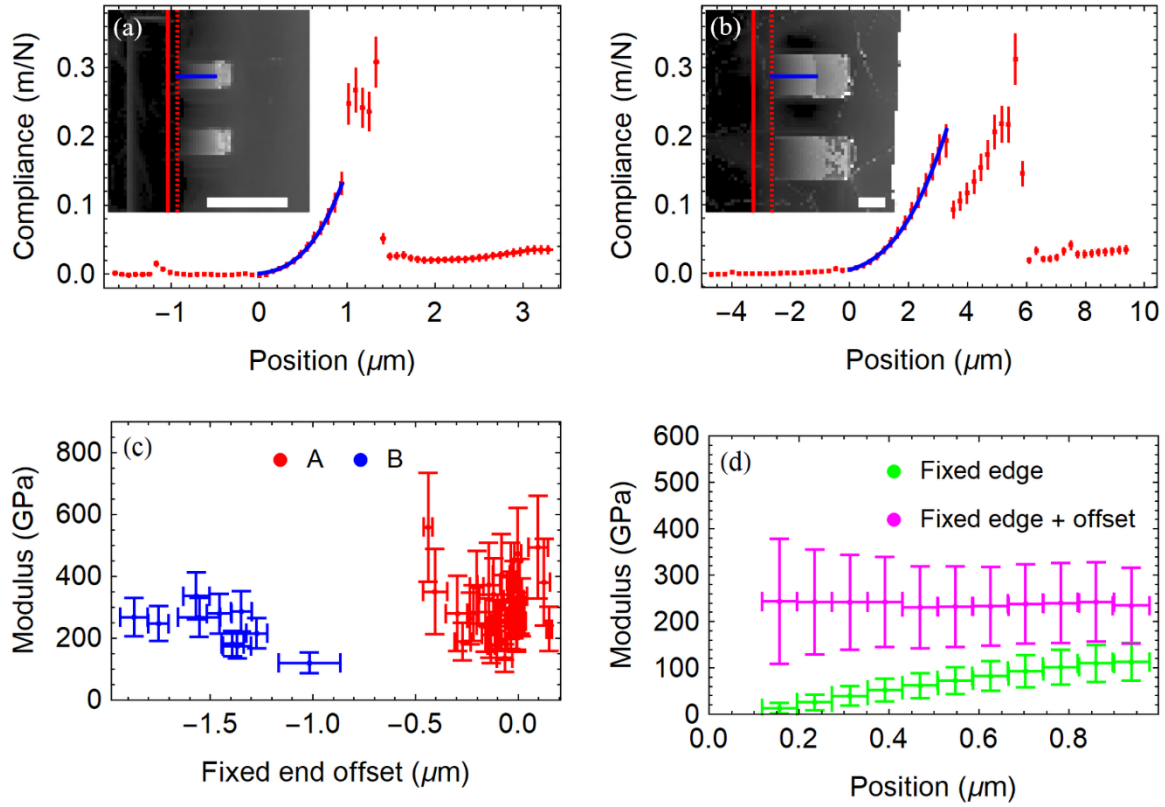 (a)
Compliance (m/N)
0.3
0.2
0.1
0.0
−1 0 1 2 3
Position (μm)
(b)
Compliance (m/N)
0.3
0.2
0.1
0.0
−4 −2 0 2 4 6 8 10
Position (μm)
(c)
A B
Modulus (GPa)
800
600
400
200
0
−1.5 −1.0 −0.5 0.0
Fixed end offset (μm)
(d)
Fixed edge
Fixed edge + offset
Modulus (GPa)
600
500
400
300
200
100
0
0.0 0.2 0.4 0.6 0.8 1.0
Position (μm)